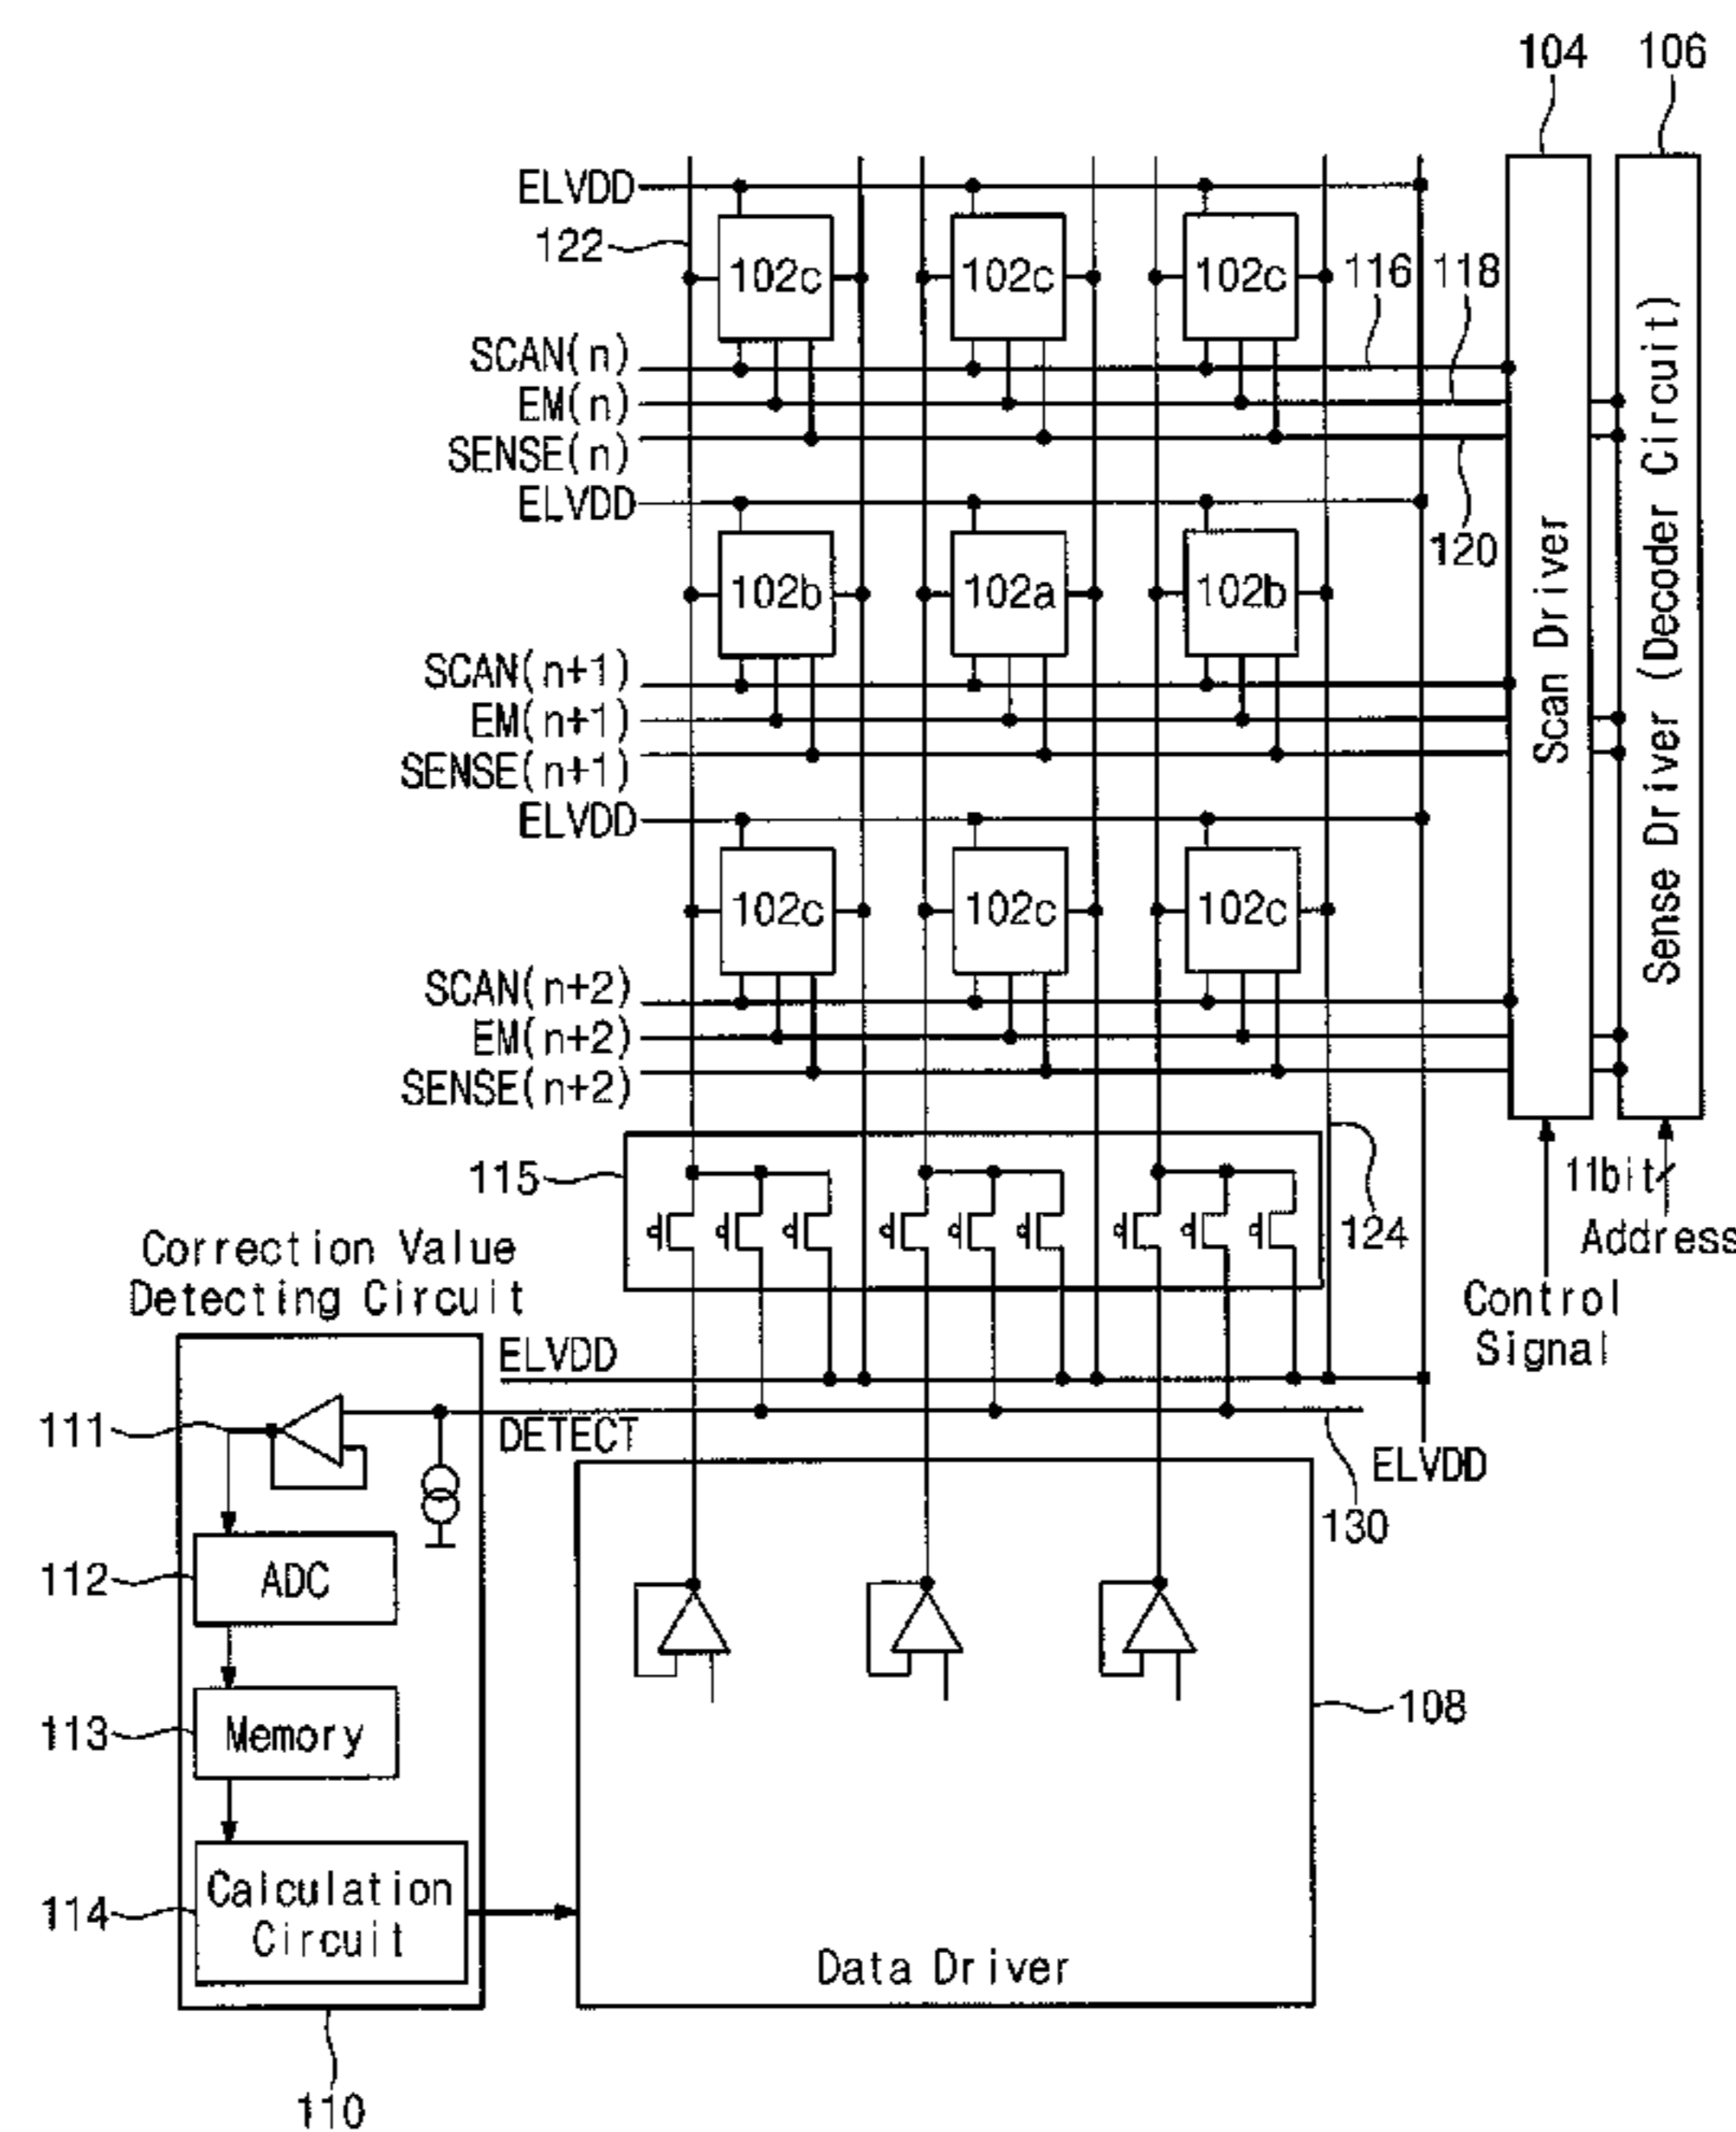 104 106
ELVDD
122
102c 102c 102c
116 118
SCAN(n)
EM(n)
SENSE(n)
ELVDD
120
102b 102a 102b
SCAN(n+1)
EM(n+1)
SENSE(n+1)
ELVDD
102c 102c 102c
SCAN(n+2)
EM(n+2)
SENSE(n+2)
Scan Driver
Sense Driver (Decoder Circuit)
115
124
11bit
Address
Control
Signal
Correction Value
Detecting Circuit
ELVDD
111
DETECT
ELVDD
130
112
ADC
113
Memory
108
114
Calculation
Circuit
Data Driver
110